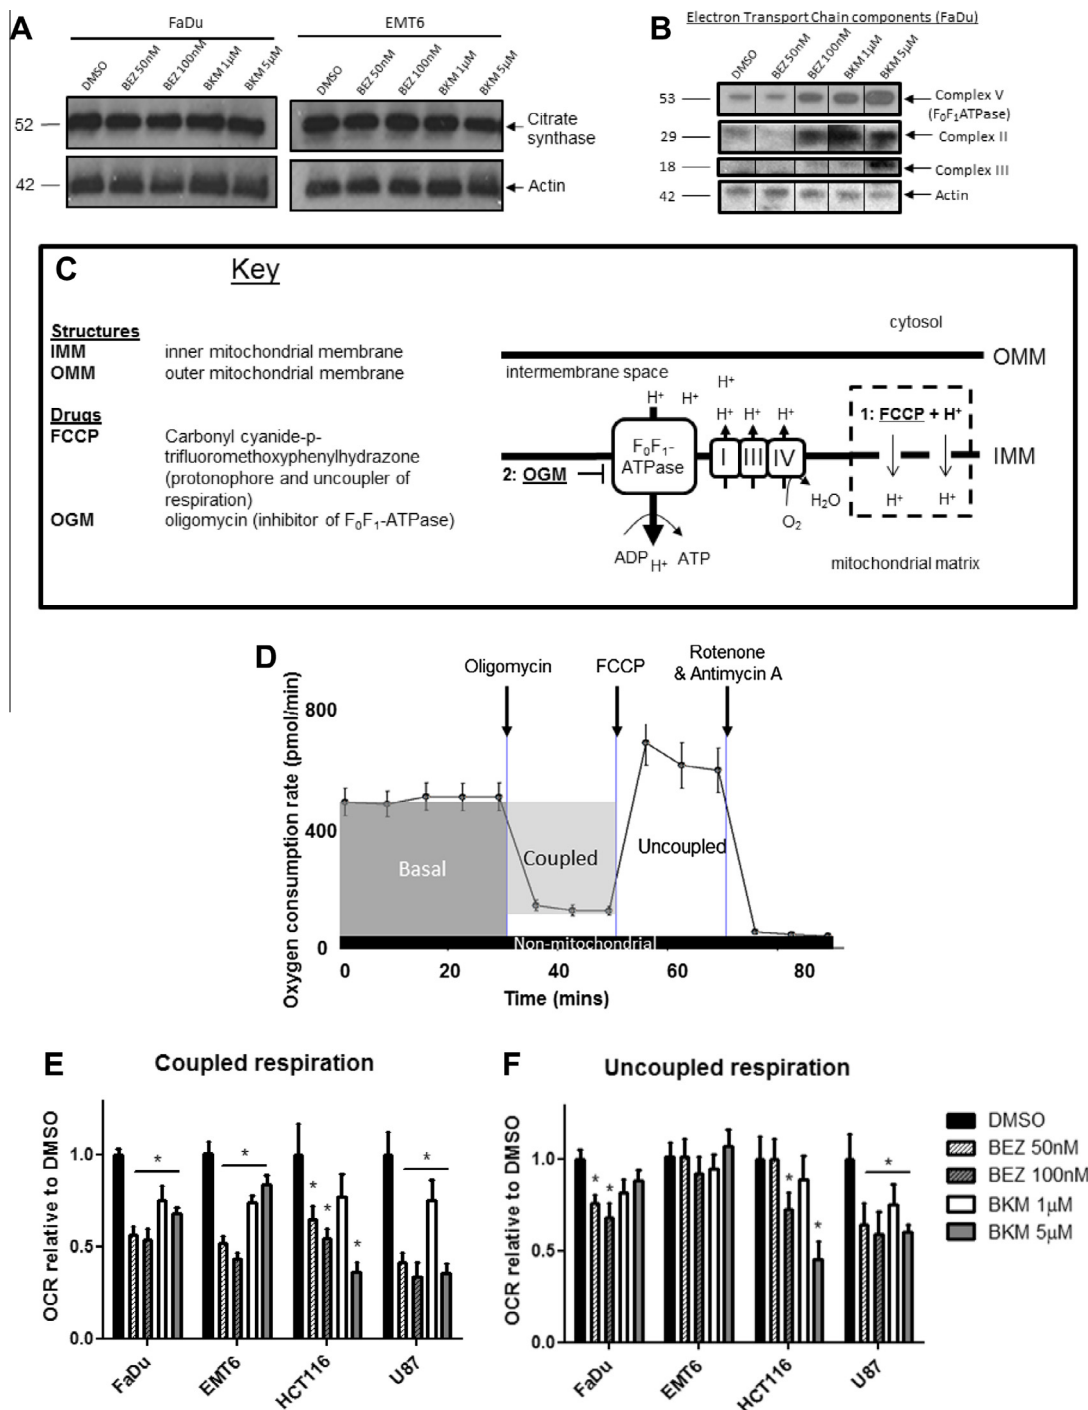 A
FaDu
EMT6
DMSO
BEZ 50nM
BEZ 100nM
BKM 1µM
BKM 5µM
DMSO
BEZ 50nM
BEZ 100nM
BKM 1µM
BKM 5µM
52
Citrate
synthase
42
Actin
B
Electron Transport Chain components (FaDu)
DMSO
BEZ 50nM
BEZ 100nM
BKM 1µM
BKM 5µM
53
Complex V
(F₀F₁ATPase)
29
Complex II
18
Complex III
42
Actin
C
Key
Structures
IMM inner mitochondrial membrane
OMM outer mitochondrial membrane
Drugs
FCCP Carbonyl cyanide-p-
trifluoromethoxyphenylhydrazone
(protonophore and uncoupler of
respiration)
OGM oligomycin (inhibitor of F₀F₁-ATPase)
cytosol
OMM
intermembrane space
H⁺
H⁺
H⁺
H⁺ H⁺ H⁺
1: FCCP + H⁺
F₀F₁-
ATPase
I III IV
IMM
2: OGM
H₂O
O₂
H⁺ H⁺
ADP H⁺ ATP
mitochondrial matrix
D
Oligomycin
FCCP
Rotenone
& Antimycin A
Oxygen consumption rate (pmol/min)
800
400
0
Basal
Coupled
Uncoupled
Non-mitochondrial
0 20 40 60 80
Time (mins)
E
Coupled respiration
OCR relative to DMSO
1.0
0.5
0.0
* * * * * *
FaDu
EMT6
HCT116
U87
F
Uncoupled respiration
OCR relative to DMSO
1.0
0.5
0.0
* * * * *
FaDu
EMT6
HCT116
U87
DMSO
BEZ 50nM
BEZ 100nM
BKM 1µM
BKM 5µM